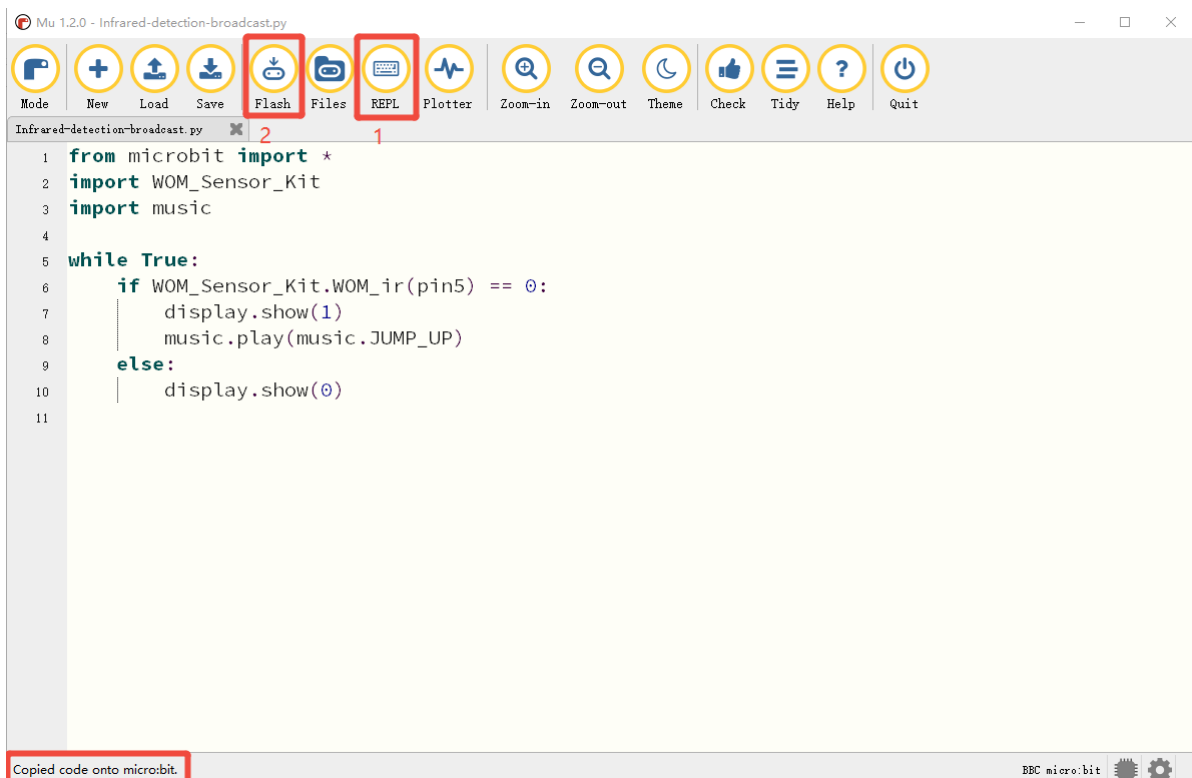 Mu 1.2.0 - Infrared-detection-broadcast.py
Mode New Load Save Flash Files REPL Plotter Zoom-in Zoom-out Theme Check Tidy Help Quit
Infrared-detection-broadcast.py 2 1
1 from microbit import *
2 import WOM_Sensor_Kit
3 import music
4
5 while True:
6     if WOM_Sensor_Kit.WOM_ir(pin5) == 0:
7         display.show(1)
8         music.play(music.JUMP_UP)
9     else:
10         display.show(0)
11
Copied code onto micro:bit. BBC micro:bit